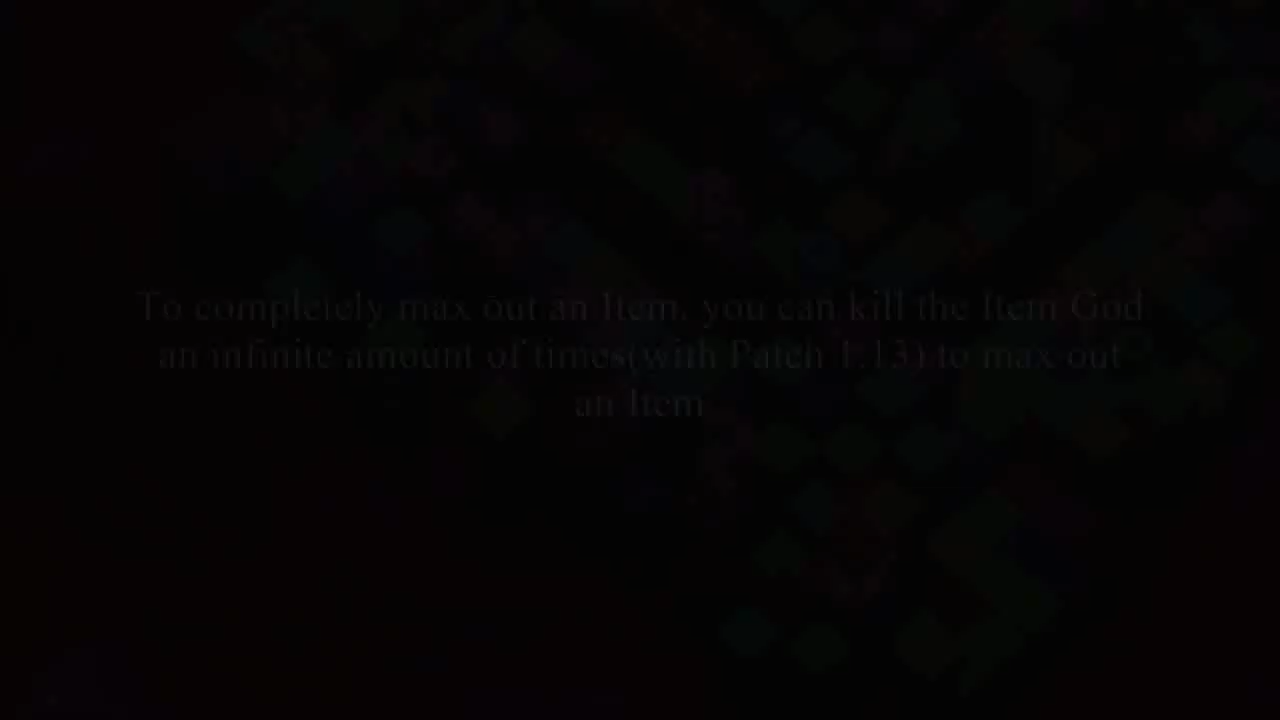 To completely max out an Item, you can kill the Item God
an infinite amount of times(with Patch 1.13) to max out
an Item